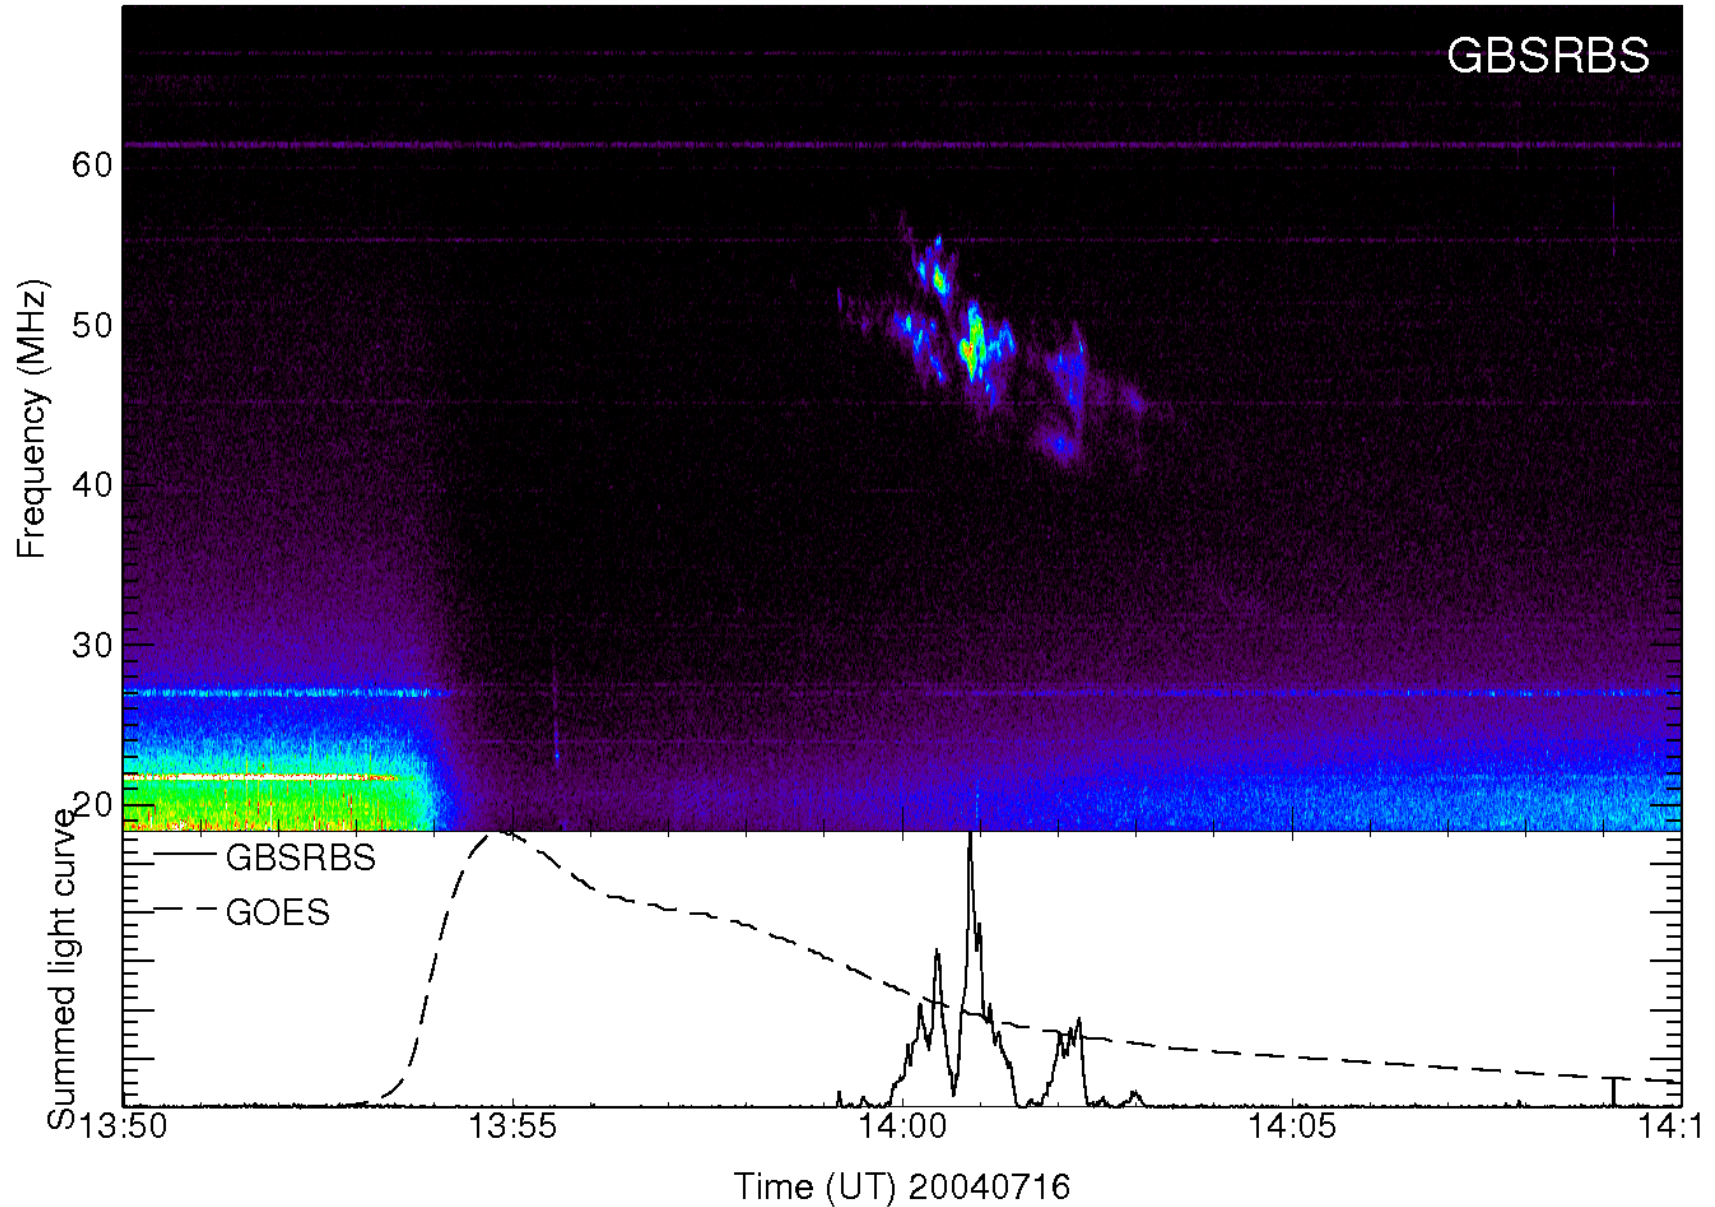 GBSRBS
60
50
40
30
20
Frequency (MHz)
GBSRBS
GOES
Summed light curve
13:50 13:55 14:00 14:05 14:1
Time (UT) 20040716